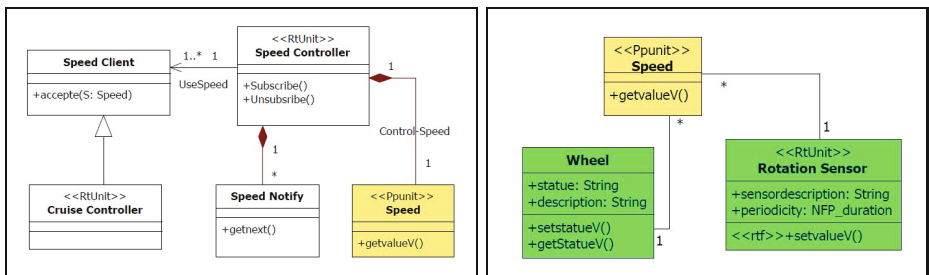 Speed Client
+accepte(S: Speed)
1..*
1
UseSpeed
<<RtUnit>>
Speed Controller
+Subscribe()
+Unsubsribe()
1
Control-Speed
1
1
*
<<RtUnit>>
Cruise Controller
Speed Notify
+getnext()
<<Ppunit>>
Speed
+getvalueV()
<<Ppunit>>
Speed
+getvalueV()
*
*
1
1
Wheel
+statue: String
+description: String
+setstatueV()
+getStatueV()
<<RtUnit>>
Rotation Sensor
+sensordescription: String
+periodicity: NFP_duration
<<rtf>>+setvalueV()